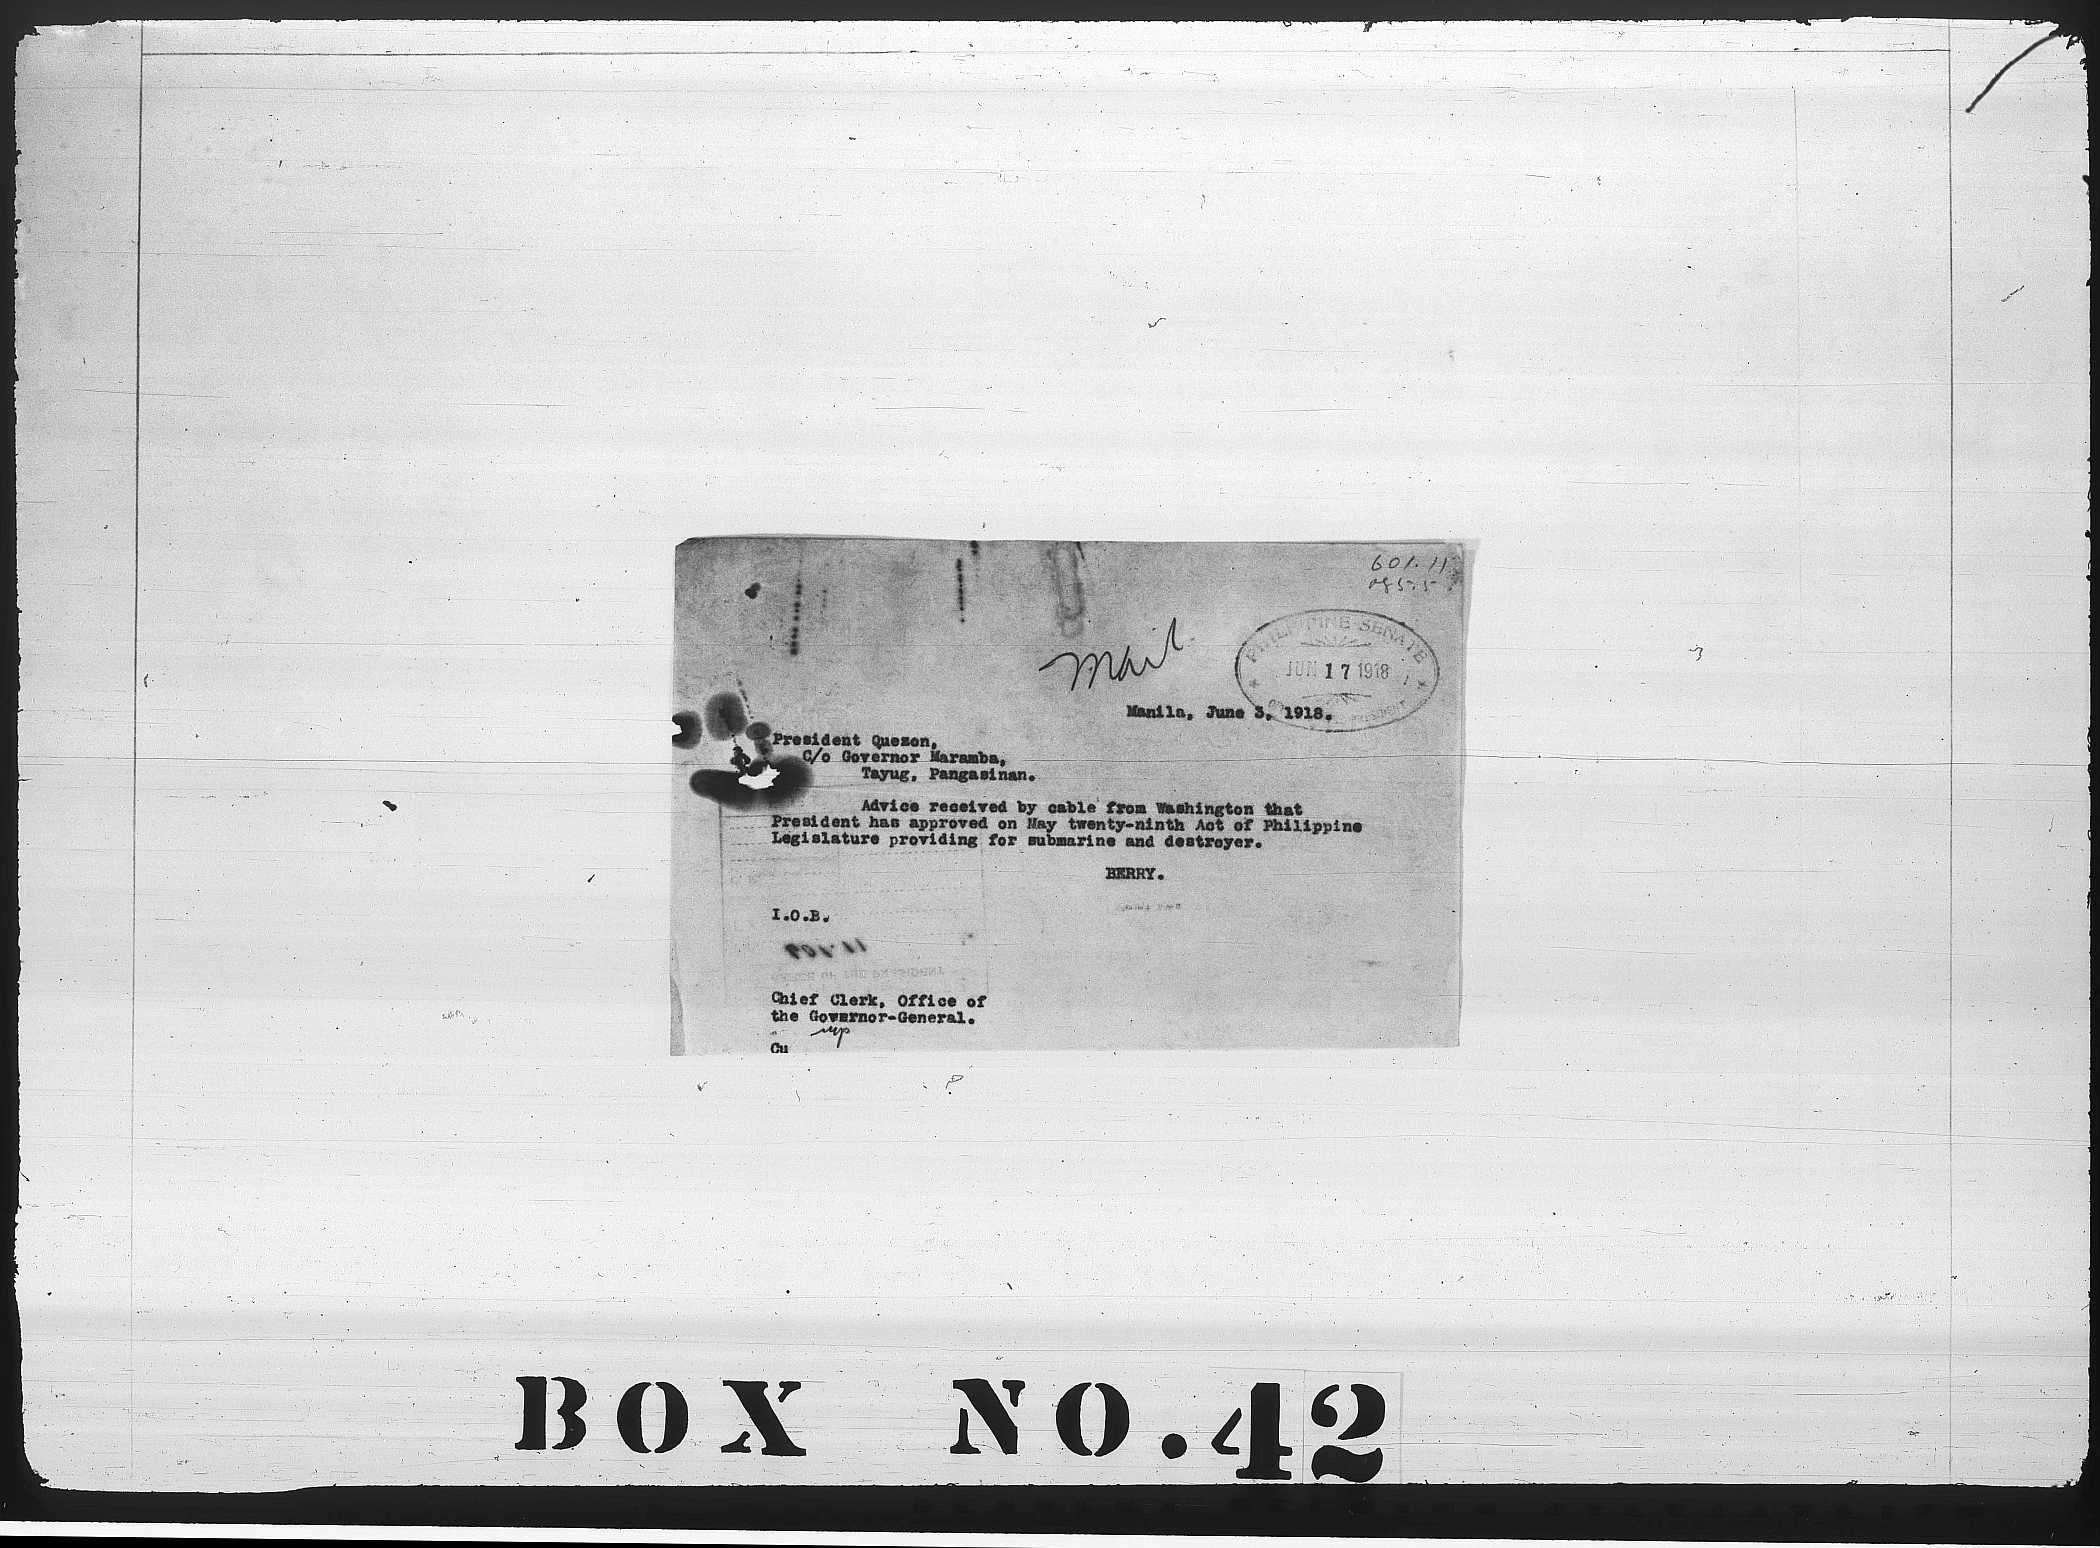 601.11
Mail
PHILIPPINE SENATE
JUN 17 1918
Manila, June 3, 1918.
President Quezon,
C/o Governor Maramba,
Tayug, Pangasinan.
Advice received by cable from Washington that
President has approved on May twenty-ninth Act of Philippine
Legislature providing for submarine and destroyer.
BERRY.
I.O.B.
Chief Clerk, Office of
the Governor-General.
Cu
BOX NO.42